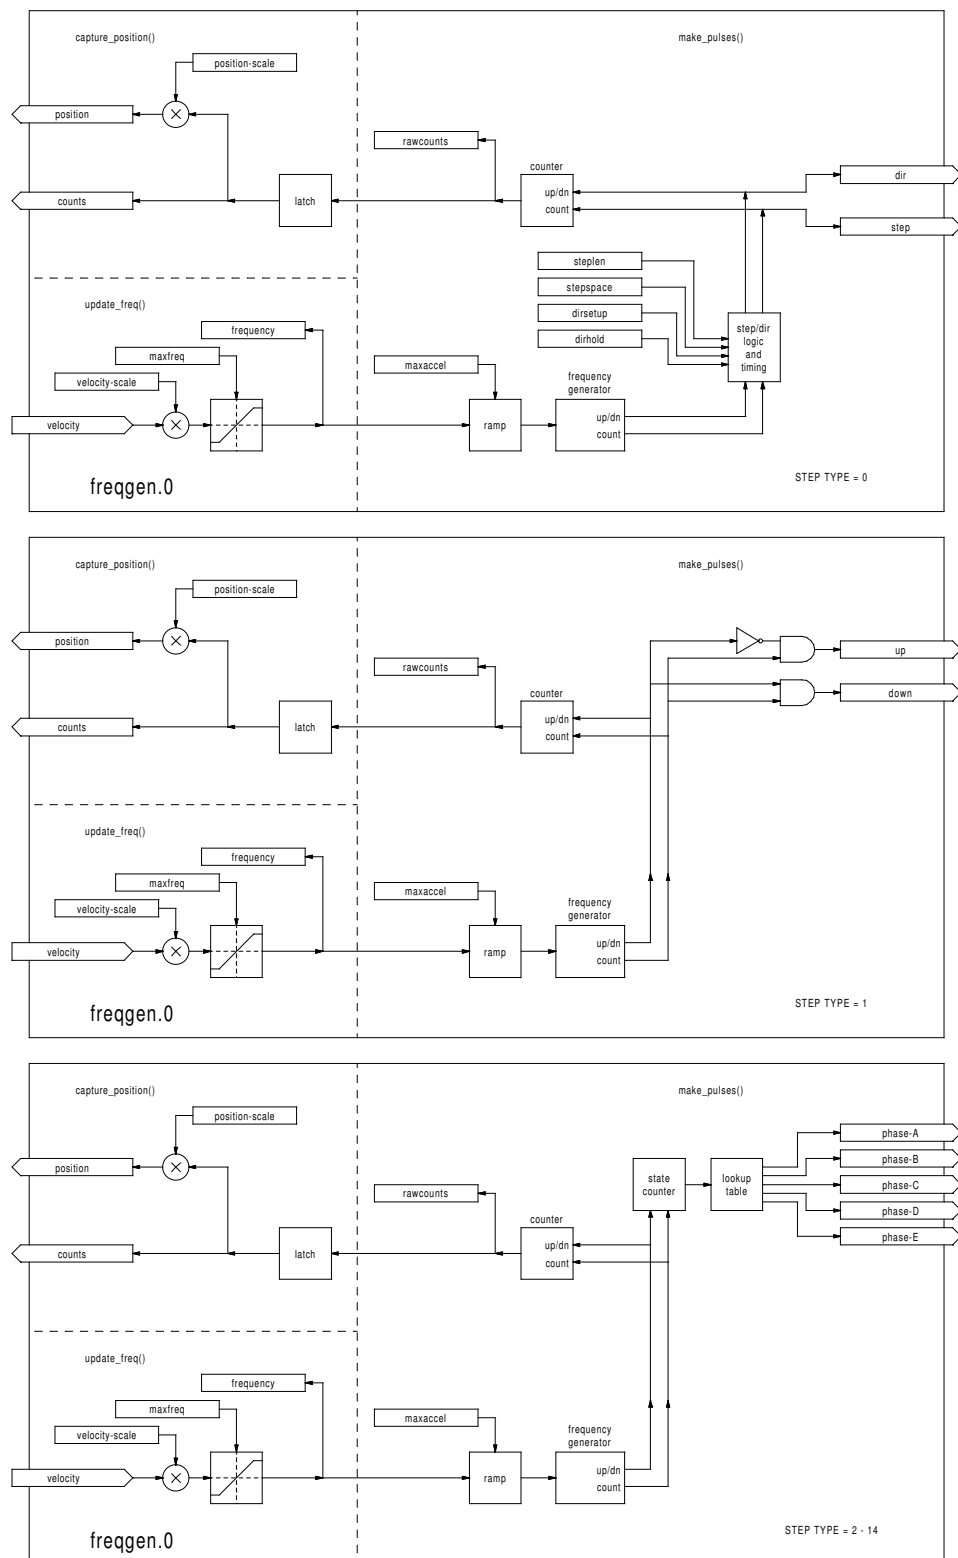 capture_position()
make_pulses()
position-scale
position
rawcounts
counter
up/dn
count
dir
counts
latch
step
steplen
stepspace
dirsetup
dirhold
step/dir
logic
and
timing
update_freq()
frequency
maxfreq
velocity-scale
velocity
maxaccel
ramp
frequency
generator
up/dn
count
freqgen.0
STEP TYPE = 0
capture_position()
make_pulses()
position-scale
position
rawcounts
counter
up/dn
count
up
down
counts
latch
update_freq()
frequency
maxfreq
velocity-scale
velocity
maxaccel
ramp
frequency
generator
up/dn
count
freqgen.0
STEP TYPE = 1
capture_position()
make_pulses()
position-scale
position
rawcounts
state
counter
lookup
table
phase-A
phase-B
phase-C
phase-D
phase-E
counter
up/dn
count
counts
latch
update_freq()
frequency
maxfreq
velocity-scale
velocity
maxaccel
ramp
frequency
generator
up/dn
count
freqgen.0
STEP TYPE = 2 - 14